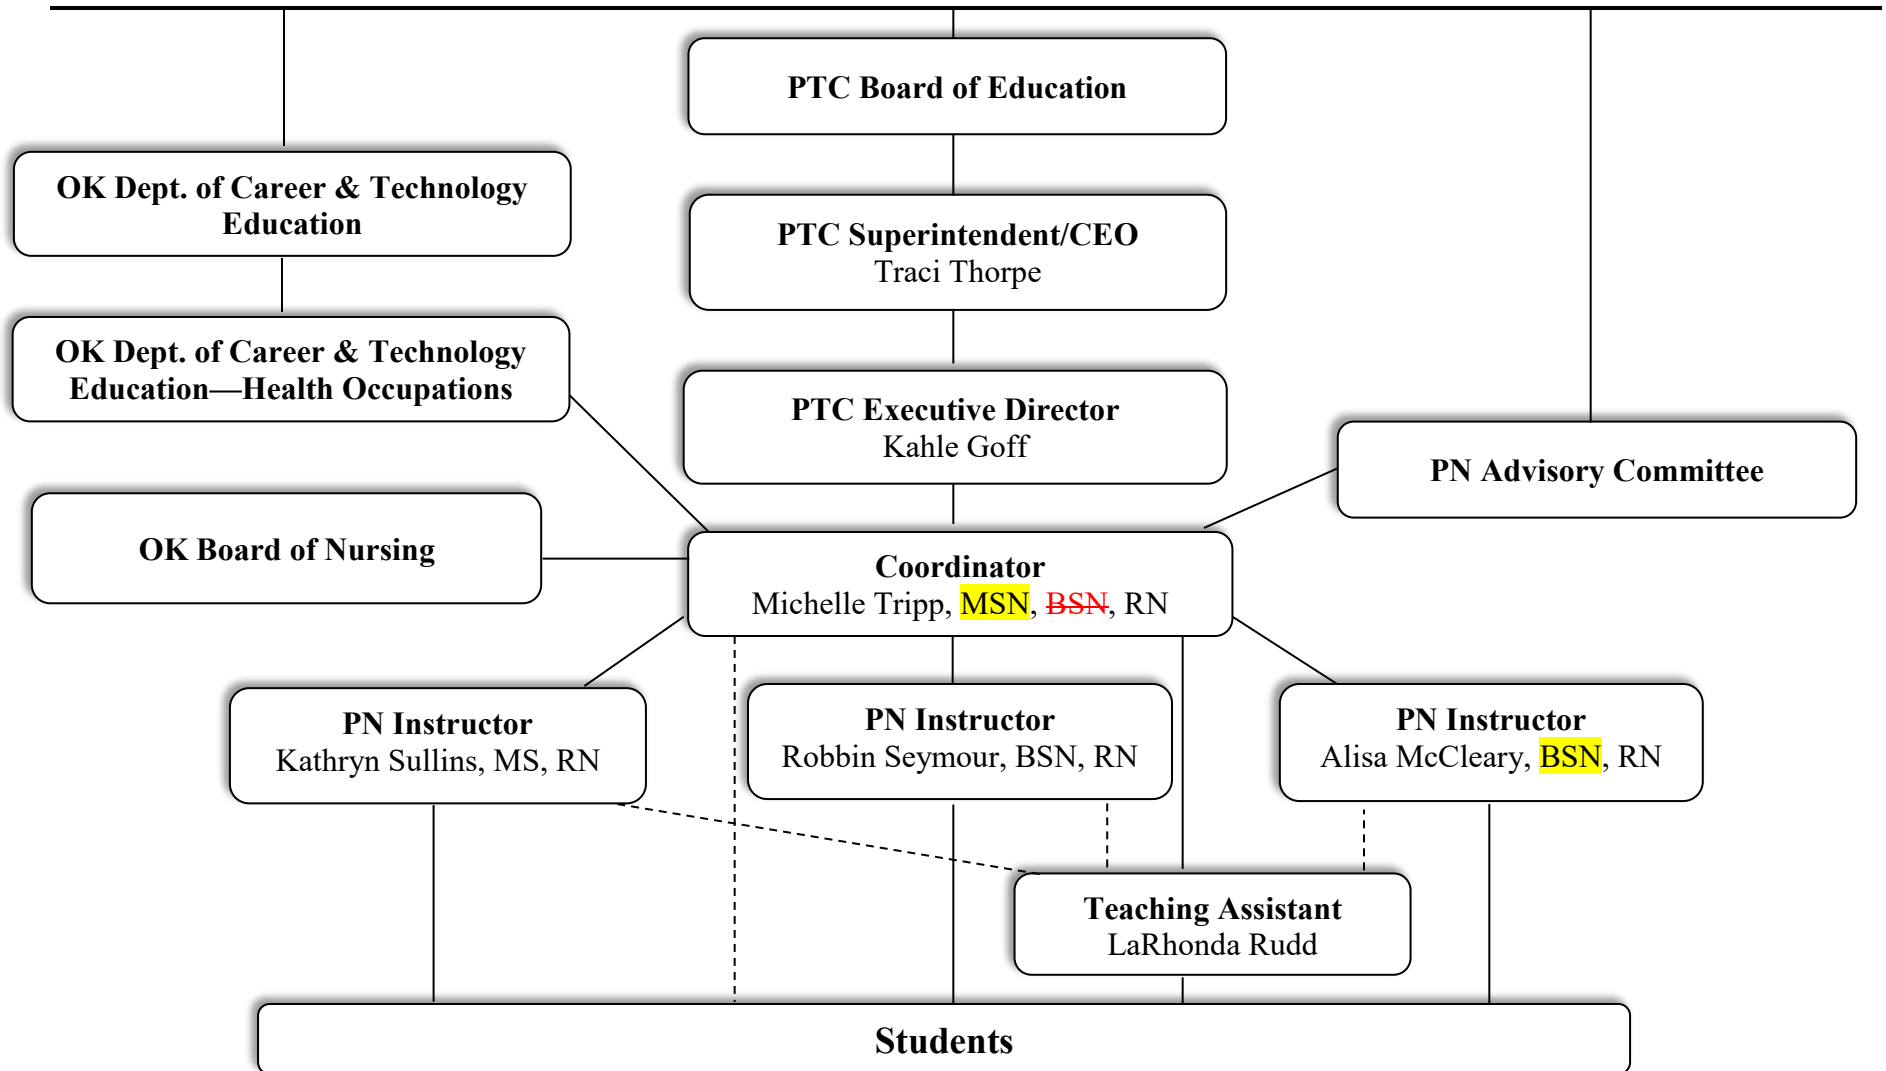 PTC Board of Education
OK Dept. of Career & Technology
Education
PTC Superintendent/CEO
Traci Thorpe
OK Dept. of Career & Technology
Education—Health Occupations
PTC Executive Director
Kahle Goff
PN Advisory Committee
OK Board of Nursing
Coordinator
Michelle Tripp, MSN, BSN, RN
PN Instructor
Kathryn Sullins, MS, RN
PN Instructor
Robbin Seymour, BSN, RN
PN Instructor
Alisa McCleary, BSN, RN
Teaching Assistant
LaRhonda Rudd
Students